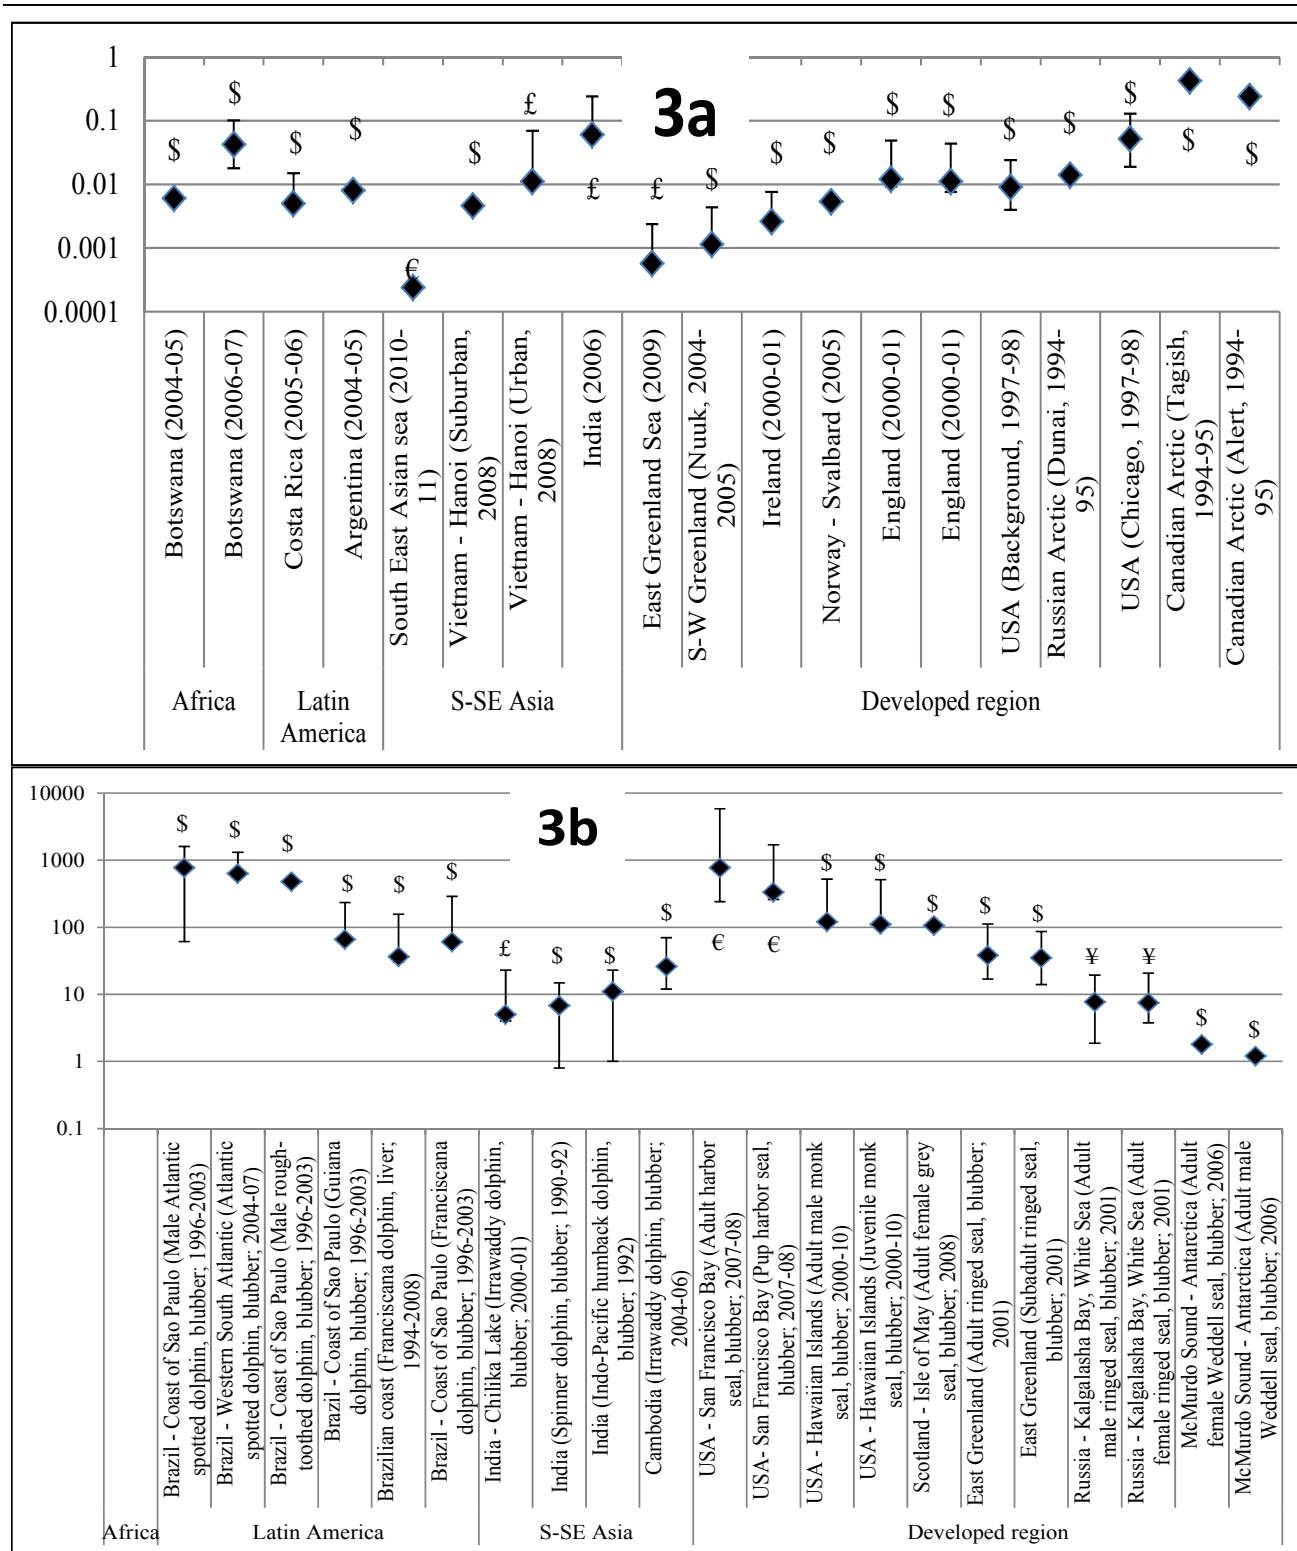 3a
1
0.1
0.01
0.001
0.0001
$
$
$
$
€
$
£
£
£
$
$
$
$
$
$
$
$
$
$
Botswana (2004-05)
Botswana (2006-07)
Costa Rica (2005-06)
Argentina (2004-05)
South East Asian sea (2010-
11)
Vietnam - Hanoi (Suburban,
2008)
Vietnam - Hanoi (Urban,
2008)
India (2006)
East Greenland Sea (2009)
S-W Greenland (Nuuk, 2004-
2005)
Ireland (2000-01)
Norway - Svalbard (2005)
England (2000-01)
England (2000-01)
USA (Background, 1997-98)
Russian Arctic (Dunai, 1994-
95)
USA (Chicago, 1997-98)
Canadian Arctic (Tagish,
1994-95)
Canadian Arctic (Alert, 1994-
95)
Africa
Latin
America
S-SE Asia
Developed region
3b
10000
1000
100
10
1
0.1
$
$
$
$
$
$
£
$
$
$
€
€
$
$
$
$
$
¥
¥
$
$
Brazil - Coast of Sao Paulo (Male Atlantic
spotted dolphin, blubber; 1996-2003)
Brazil - Western South Atlantic (Atlantic
spotted dolphin, blubber; 2004-07)
Brazil - Coast of Sao Paulo (Male rough-
toothed dolphin, blubber; 1996-2003)
Brazil - Coast of Sao Paulo (Guiana
dolphin, blubber; 1996-2003)
Brazilian coast (Franciscana dolphin, liver;
1994-2008)
Brazil - Coast of Sao Paulo (Franciscana
dolphin, blubber; 1996-2003)
India - Chilika Lake (Irrawaddy dolphin,
blubber; 2000-01)
India (Spinner dolphin, blubber; 1990-92)
India (Indo-Pacific humback dolphin,
blubber; 1992)
Cambodia (Irrawaddy dolphin, blubber;
2004-06)
USA - San Francisco Bay (Adult harbor
seal, blubber; 2007-08)
USA- San Francisco Bay (Pup harbor seal,
blubber; 2007-08)
USA - Hawaiian Islands (Adult male monk
seal, blubber; 2000-10)
USA - Hawaiian Islands (Juvenile monk
seal, blubber; 2000-10)
Scotland - Isle of May (Adult female grey
seal, blubber; 2008)
East Greenland (Adult ringed seal, blubber;
2001)
East Greenland (Subadult ringed seal,
blubber; 2001)
Russia - Kalgalasha Bay, White Sea (Adult
male ringed seal, blubber; 2001)
Russia - Kalgalasha Bay, White Sea (Adult
female ringed seal, blubber; 2001)
McMurdo Sound - Antarctica (Adult
female Wedell seal, blubber; 2006)
McMurdo Sound - Antarctica (Adult male
Wedell seal, blubber; 2006)
Africa
Latin America
S-SE Asia
Developed region